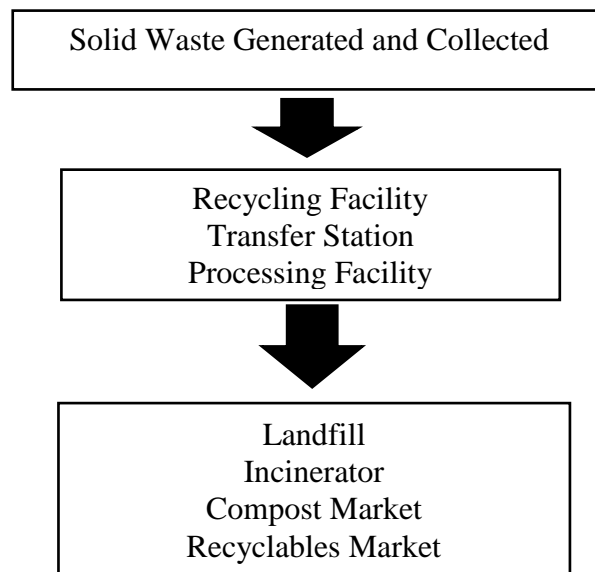 Solid Waste Generated and Collected
Recycling Facility
Transfer Station
Processing Facility
Landfill
Incinerator
Compost Market
Recyclables Market